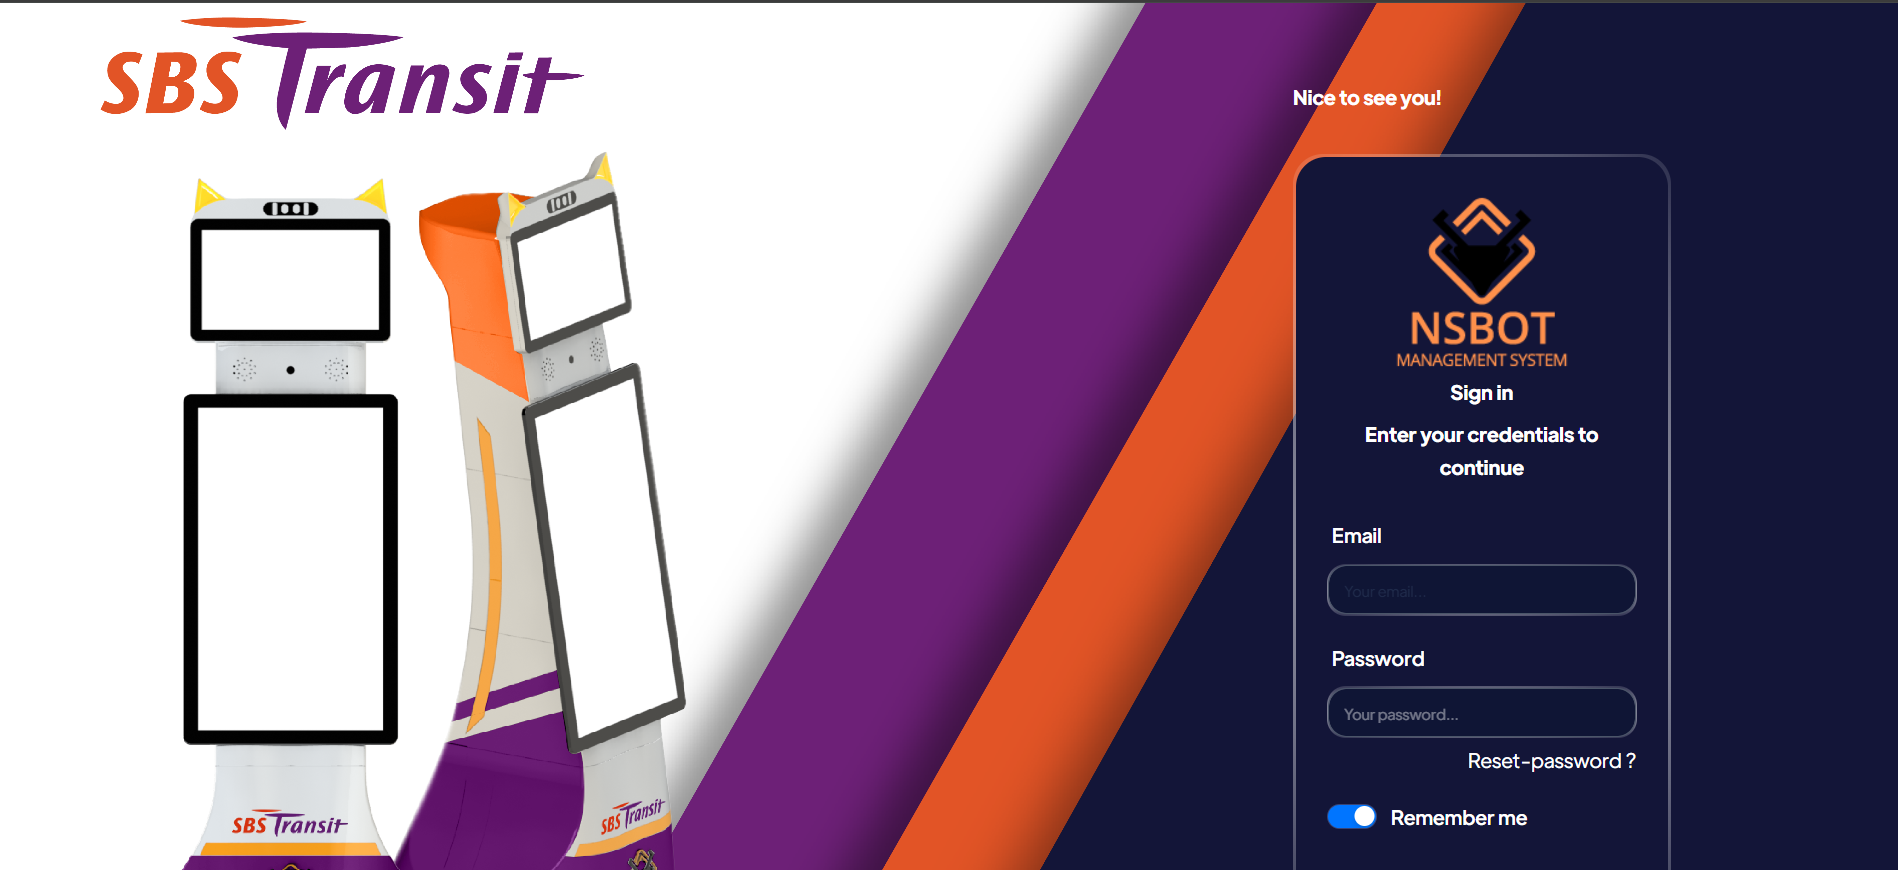 SBS Transit
Nice to see you!
NSBOT
MANAGEMENT SYSTEM
Sign in
Enter your credentials to
continue
Email
Your email...
Password
Your password...
Reset-password ?
Remember me
SBS Transit
SBS Transit